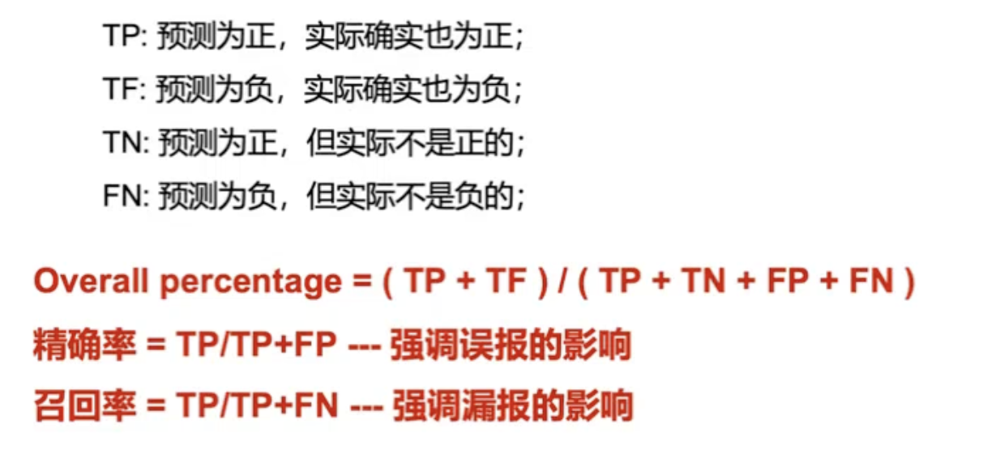 TP: 预测为正，实际确实也为正；
TF: 预测为负，实际确实也为负；
TN: 预测为正，但实际不是正的；
FN: 预测为负，但实际不是负的；
Overall percentage = ( TP + TF ) / ( TP + TN + FP + FN )
精确率 = TP/TP+FP --- 强调误报的影响
召回率 = TP/TP+FN --- 强调漏报的影响